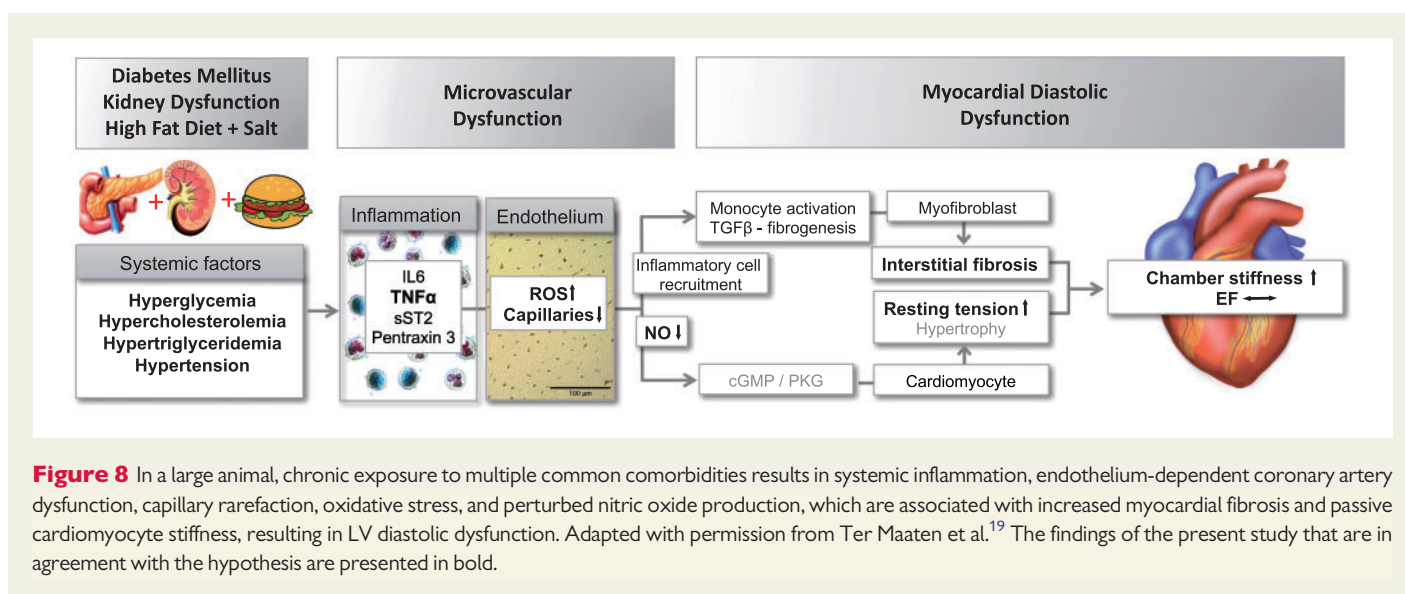 Diabetes Mellitus
Kidney Dysfunction
High Fat Diet + Salt
Microvascular
Dysfunction
Myocardial Diastolic
Dysfunction
+
+
Systemic factors
Hyperglycemia
Hypercholesterolemia
Hypertriglyceridemia
Hypertension
Inflammation
IL6
TNFα
sST2
Pentraxin 3
Endothelium
ROS⬆
Capillaries⬇
100 µm
Inflammatory cell
recruitment
NO⬇
Monocyte activation
TGFβ - fibrogenesis
Myofibroblast
Interstitial fibrosis
Resting tension⬆
Hypertrophy
cGMP / PKG
Cardiomyocyte
Chamber stiffness ⬆
EF ⟷
Figure 8 In a large animal, chronic exposure to multiple common comorbidities results in systemic inflammation, endothelium-dependent coronary artery
dysfunction, capillary rarefaction, oxidative stress, and perturbed nitric oxide production, which are associated with increased myocardial fibrosis and passive
cardiomyocyte stiffness, resulting in LV diastolic dysfunction. Adapted with permission from Ter Maaten et al.19 The findings of the present study that are in
agreement with the hypothesis are presented in bold.